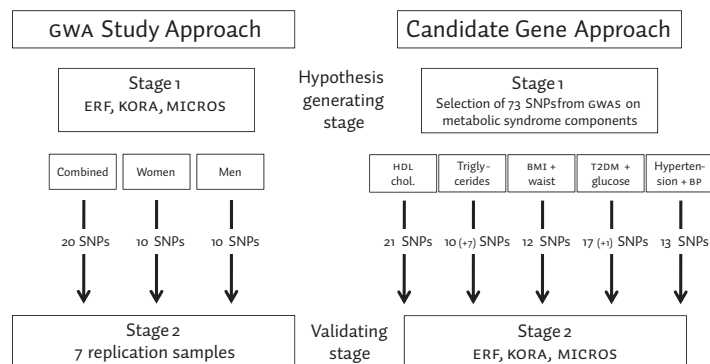 GWA Study Approach
Candidate Gene Approach
Stage 1
ERF, KORA, MICROS
Hypothesis
generating
stage
Stage 1
Selection of 73 SNPs from GWAS on
metabolic syndrome components
Combined
Women
Men
HDL
chol.
Trigly-
cerides
BMI +
waist
T2DM +
glucose
Hyperten-
sion + BP
20 SNPs
10 SNPs
10 SNPs
21 SNPs
10 (+7) SNPs
12 SNPs
17 (+1) SNPs
13 SNPs
Stage 2
7 replication samples
Validating
stage
Stage 2
ERF, KORA, MICROS